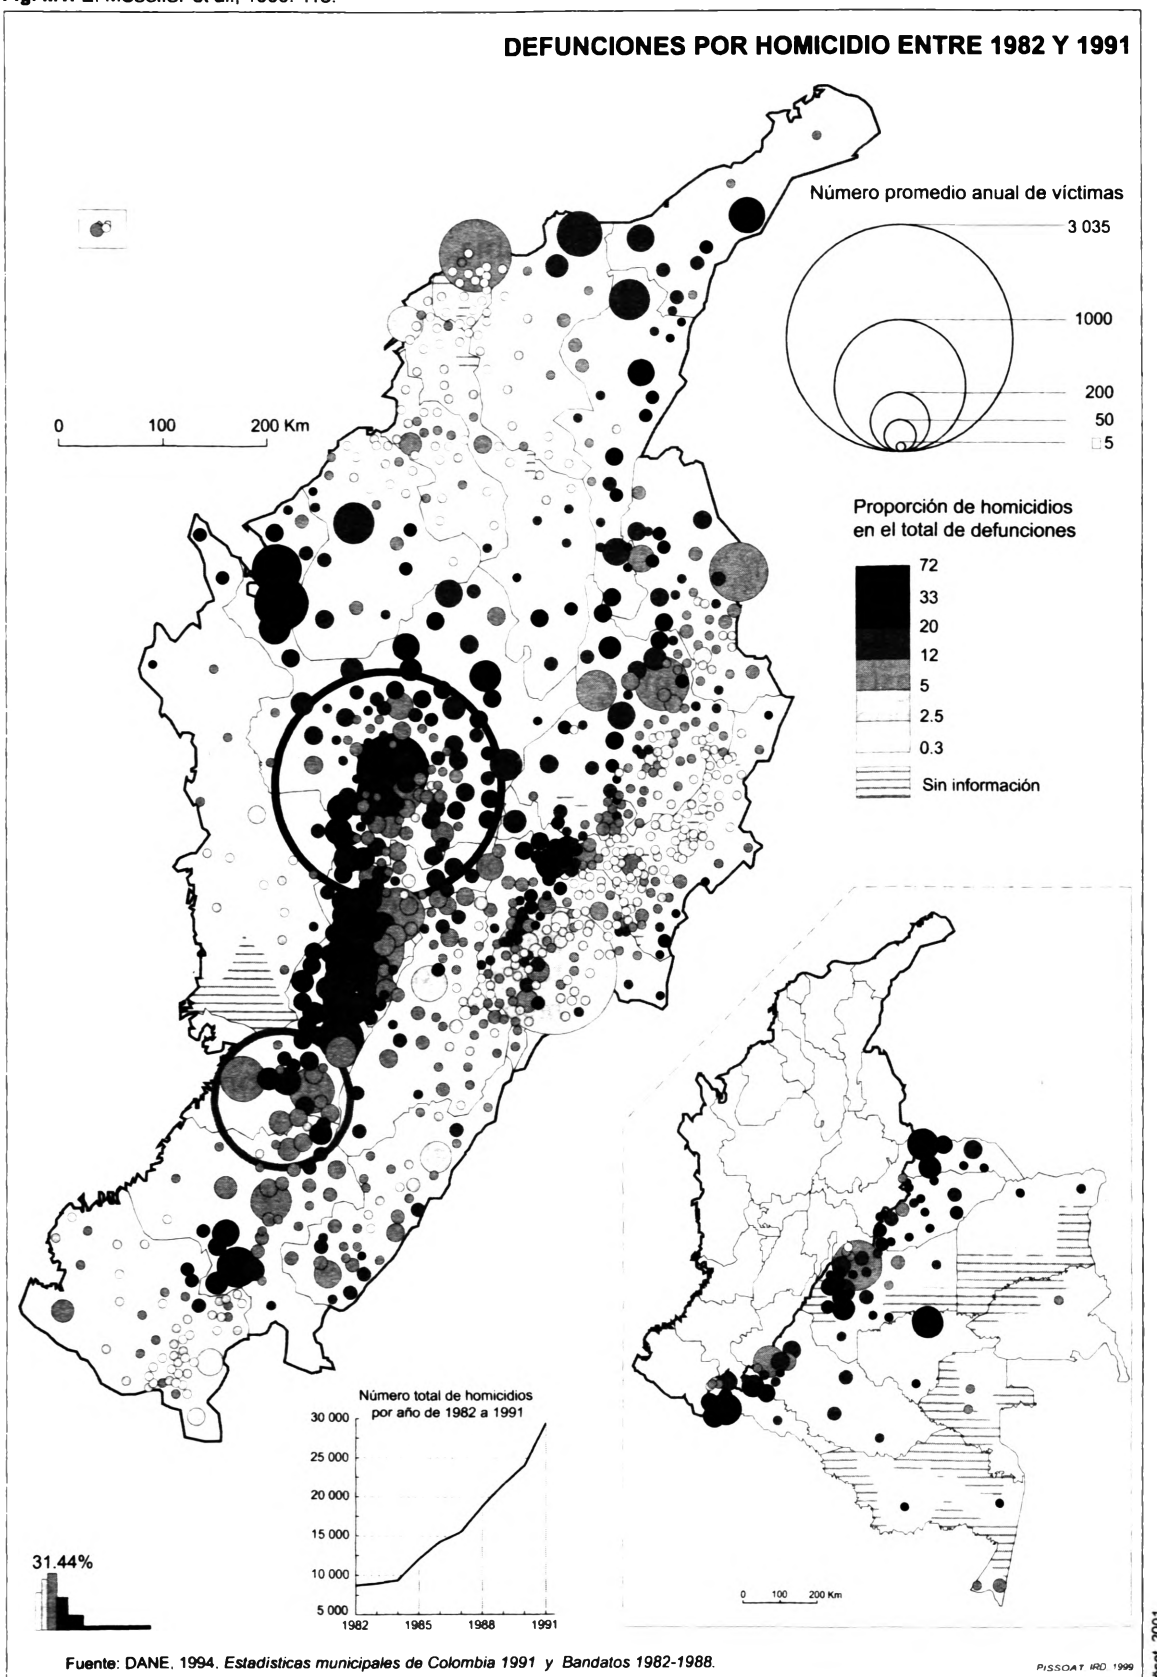 DEFUNCIONES POR HOMICIDIO ENTRE 1982 Y 1991
Número promedio anual de víctimas
3 035
1000
200
50
5
0 100 200 Km
Proporción de homicidios
en el total de defunciones
72
33
20
12
5
2.5
0.3
Sin información
Número total de homicidios
por año de 1982 a 1991
30 000
25 000
20 000
15 000
10 000
5 000
1982 1985 1988 1991
31.44%
0 100 200 Km
Fuente: DANE. 1994. Estadisticas municipales de Colombia 1991 y Bandatos 1982-1988.
PISSOAT IRD 1999